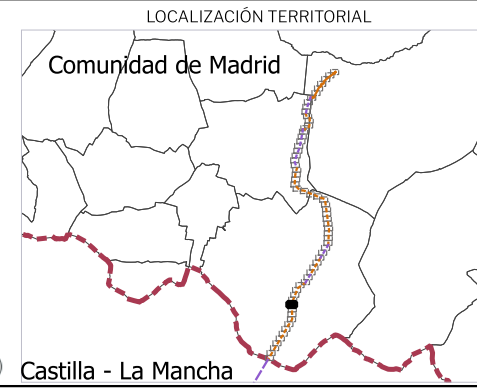 LOCALIZACIÓN TERRITORIAL
Comunidad de Madrid
Castilla - La Mancha